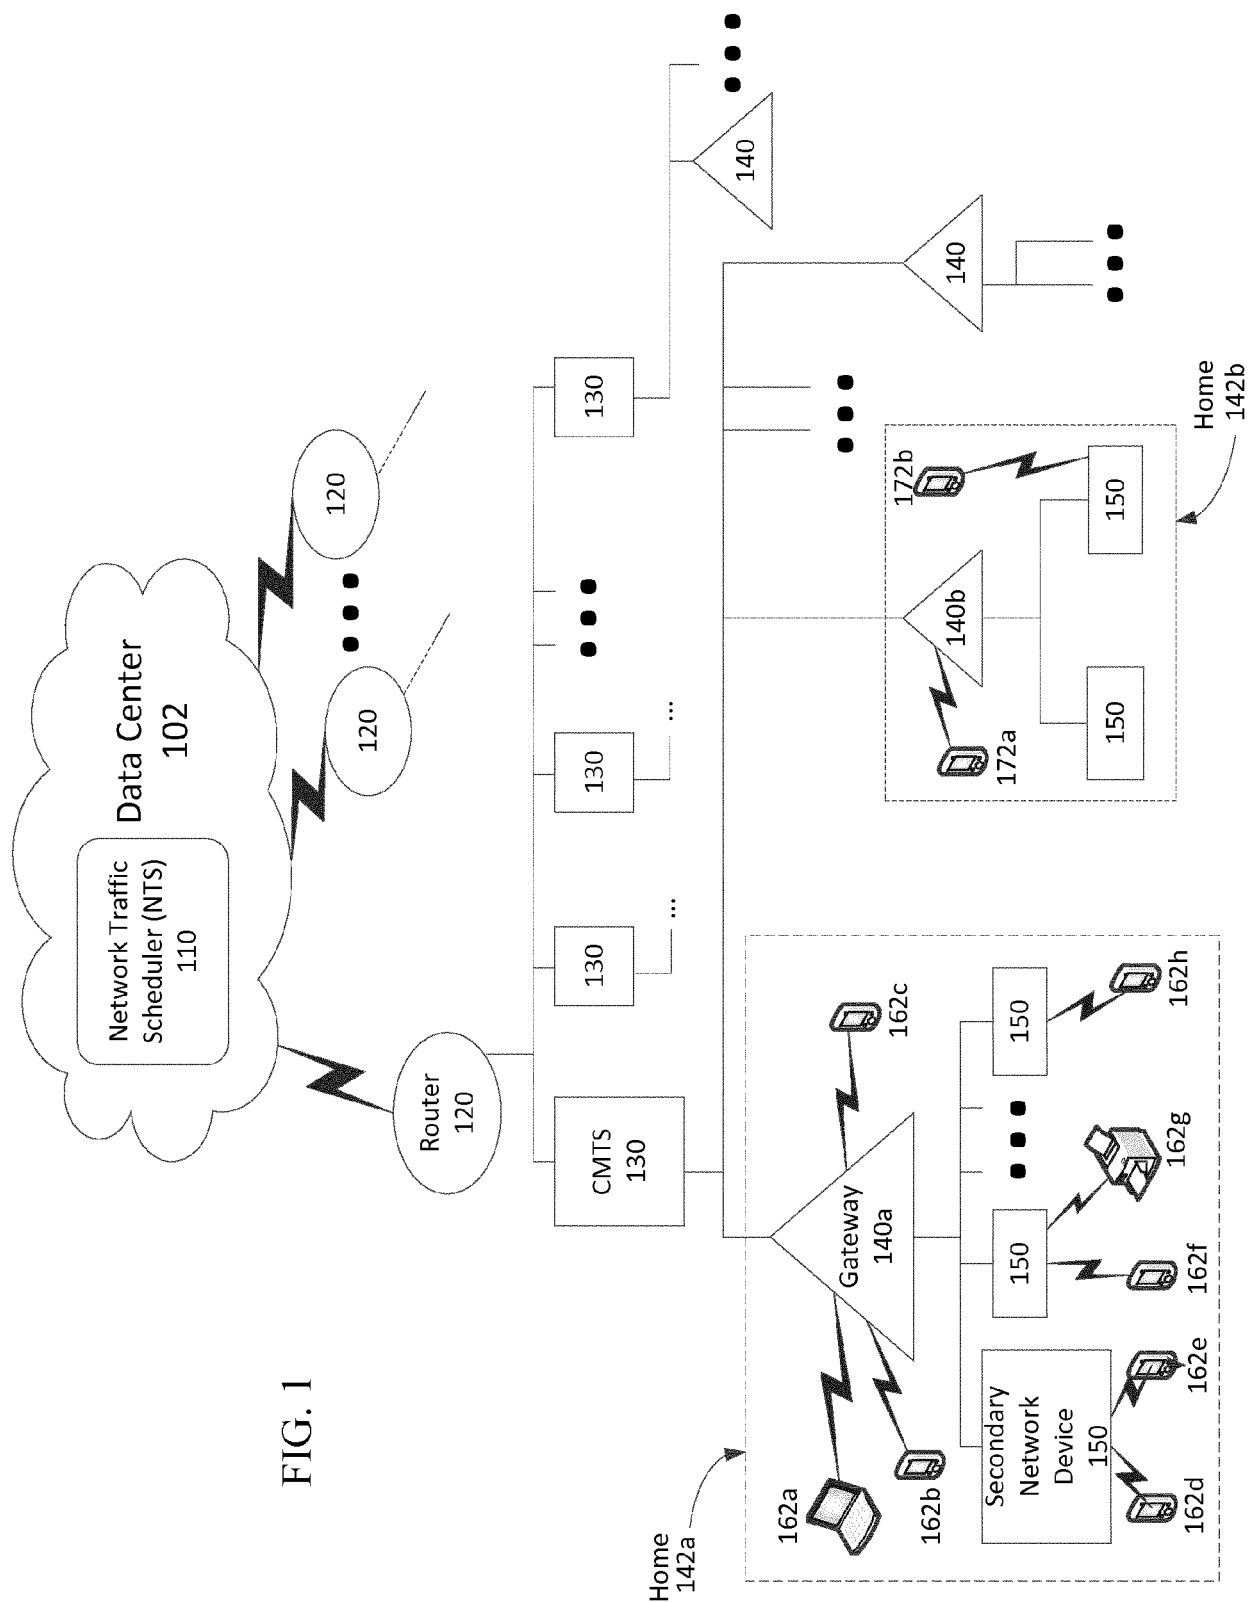 FIG. 1
Data Center
102
Network Traffic
Scheduler (NTS)
110
Router
120
120
120
CMTS
130
130
130
130
...
...
140
140
Home
142a
Gateway
140a
162a
162b
162c
Secondary
Network
Device
150
150
150
162d
162e
162f
162g
162h
Home
142b
140b
172a
172b
150
150